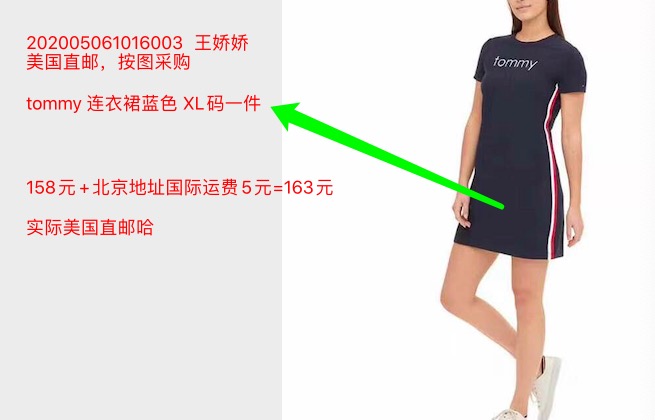 202005061016003 王娇娇
美国直邮，按图采购
tommy 连衣裙蓝色 XL码一件
158元+北京地址国际运费5元=163元
实际美国直邮哈
tommy